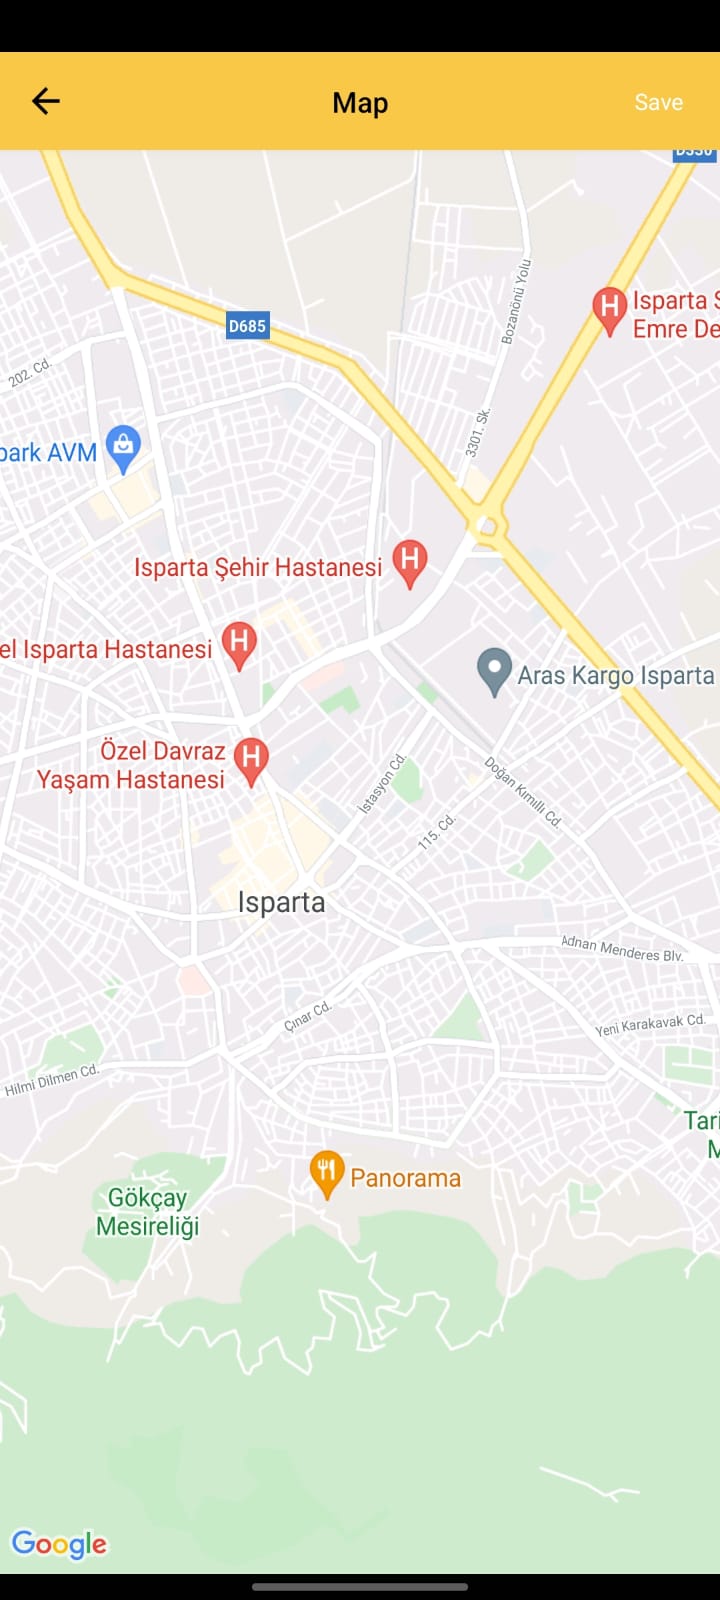 Map
Save
D330
D685
Bozanönü Yolu
Isparta
Emre De
202. Cd.
3301. Sk.
park AVM
Isparta Şehir Hastanesi
el Isparta Hastanesi
Aras Kargo Isparta
Özel Davraz
Yaşam Hastanesi
İstasyon Cd.
Doğan Kımıllı Cd.
115. Cd.
Isparta
Adnan Menderes Blv.
Çınar Cd.
Yeni Karakavak Cd.
Hilmi Dilmen Cd.
Tari
M
Panorama
Gökçay
Mesireliği
Google